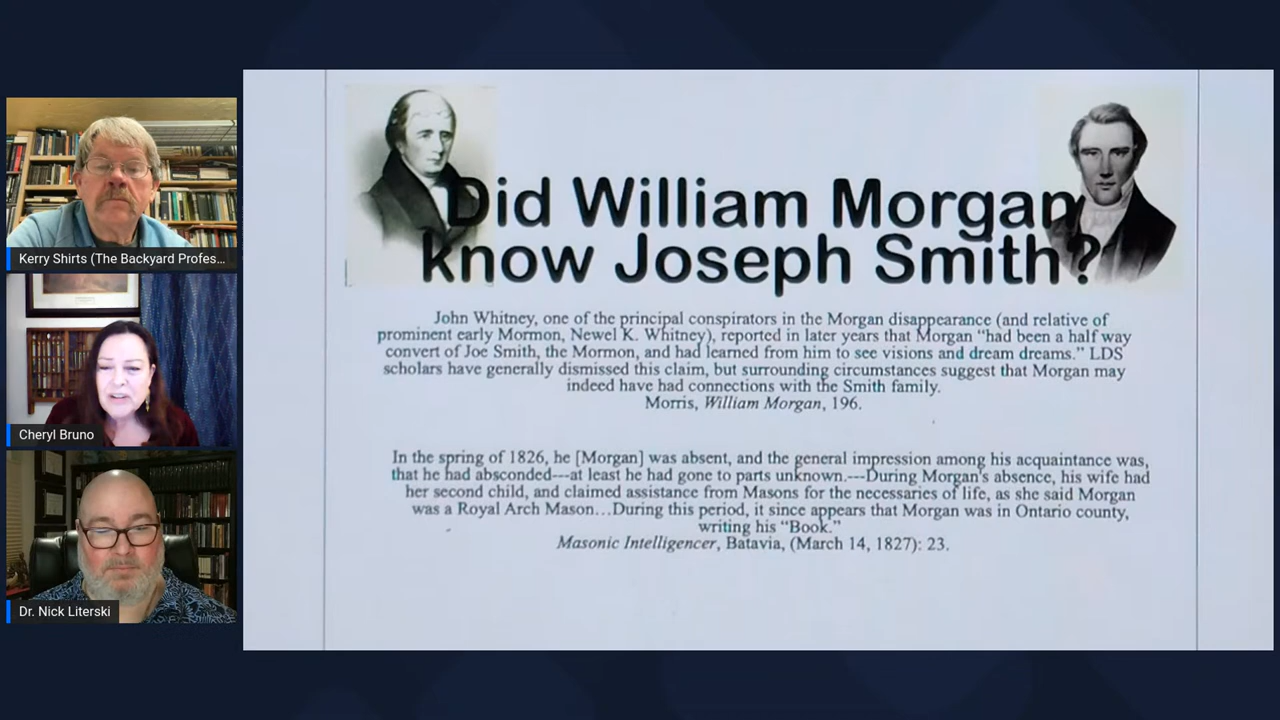 Kerry Shirts (The Backyard Profes...
Cheryl Bruno
Dr. Nick Literski
Did William Morgan
know Joseph Smith?
John Whitney, one of the principal conspirators in the Morgan disappearance (and relative of
prominent early Mormon, Newel K. Whitney), reported in later years that Morgan “had been a half way
convert of Joe Smith, the Mormon, and had learned from him to see visions and dream dreams.” LDS
scholars have generally dismissed this claim, but surrounding circumstances suggest that Morgan may
indeed have had connections with the Smith family.
Morris, William Morgan, 196.
In the spring of 1826, he [Morgan] was absent, and the general impression among his acquaintance was,
that he had absconded---at least he had gone to parts unknown.---During Morgan's absence, his wife had
her second child, and claimed assistance from Masons for the necessaries of life, as she said Morgan
was a Royal Arch Mason…During this period, it since appears that Morgan was in Ontario county,
writing his “Book.”
Masonic Intelligencer, Batavia, (March 14, 1827): 23.